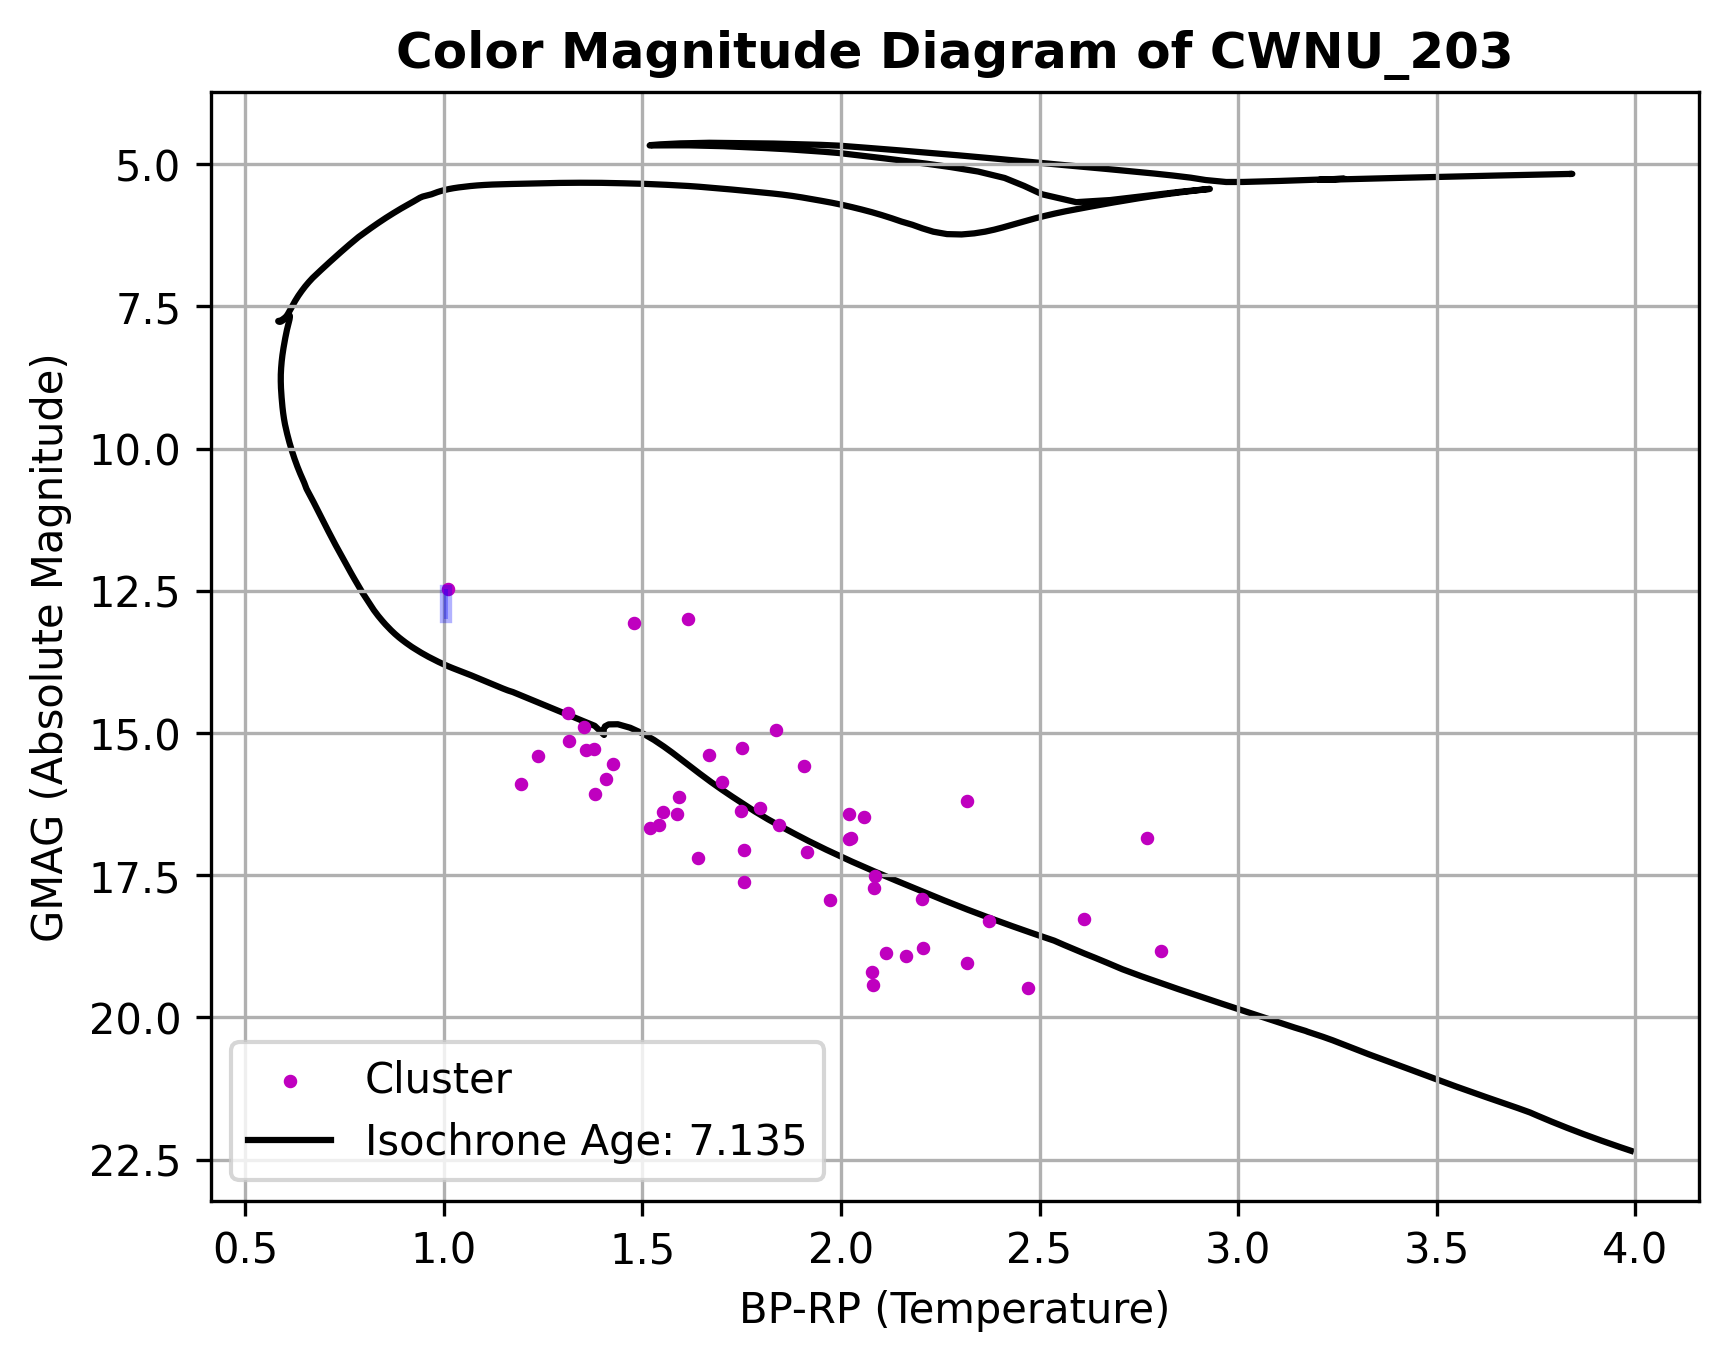 Color Magnitude Diagram of CWNU_203
GMAG (Absolute Magnitude)
5.0
7.5
10.0
12.5
15.0
17.5
20.0
22.5
Cluster
Isochrone Age: 7.135
0.5 1.0 1.5 2.0 2.5 3.0 3.5 4.0
BP-RP (Temperature)